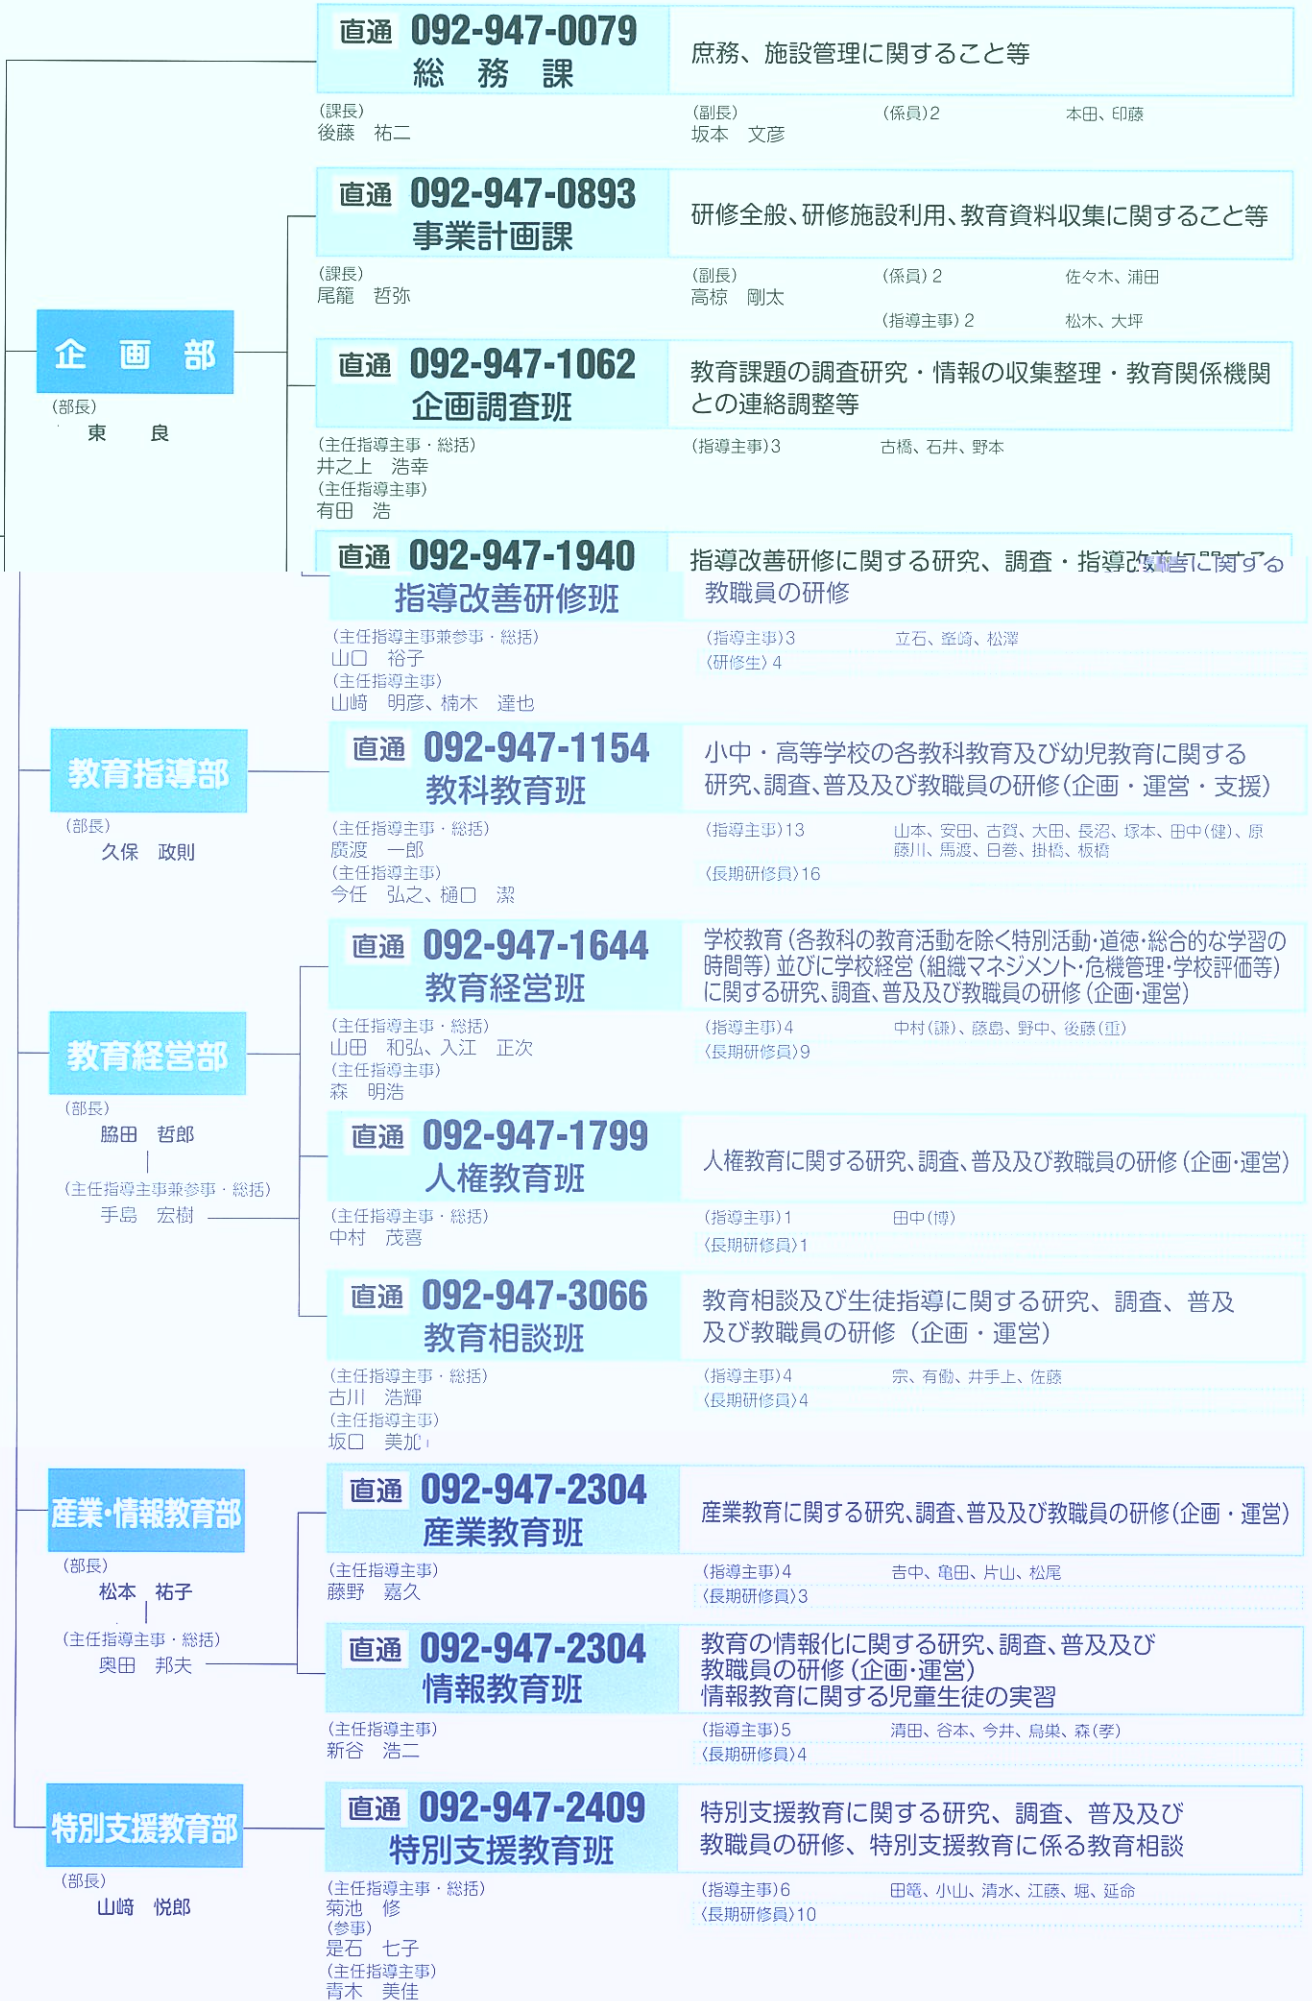 直通 092-947-0079
総　務　課
庶務、施設管理に関すること等
(課長)
後藤　祐二
(副長)
坂本　文彦
(係員)2　本田、印藤
直通 092-947-0893
事業計画課
研修全般、研修施設利用、教育資料収集に関すること等
(課長)
尾籠　哲弥
(副長)
高椋　剛太
(係員)2　佐々木、浦田
(指導主事)2　松木、大坪
企　画　部
(部長)
東　　良
直通 092-947-1062
企画調査班
教育課題の調査研究・情報の収集整理・教育関係機関
との連絡調整等
(主任指導主事・総括)
井之上　浩幸
(主任指導主事)
有田　浩
(指導主事)3　古橋、石井、野本
直通 092-947-1940
指導改善研修班
指導改善研修に関する研究、調査・指導改善に関する
教職員の研修
(主任指導主事兼参事・総括)
山口　裕子
(主任指導主事)
山﨑　明彦、楠木　達也
(指導主事)3　立石、峯崎、松澤
〈研修生〉4
教育指導部
(部長)
久保　政則
直通 092-947-1154
教科教育班
小中・高等学校の各教科教育及び幼児教育に関する
研究、調査、普及及び教職員の研修(企画・運営・支援)
(主任指導主事・総括)
廣渡　一郎
(主任指導主事)
今任　弘之、樋口　潔
(指導主事)13　山本、安田、古賀、大田、長沼、塚本、田中(健)、原
藤川、馬渡、日巻、掛橋、板橋
〈長期研修員〉16
直通 092-947-1644
教育経営班
学校教育(各教科の教育活動を除く特別活動・道徳・総合的な学習の
時間等)並びに学校経営(組織マネジメント・危機管理・学校評価等)
に関する研究、調査、普及及び教職員の研修(企画・運営)
(主任指導主事・総括)
山田　和弘、入江　正次
(主任指導主事)
森　明浩
(指導主事)4　中村(謙)、藤島、野中、後藤(重)
〈長期研修員〉9
教育経営部
(部長)
脇田　哲郎
(主任指導主事兼参事・総括)
手島　宏樹
直通 092-947-1799
人権教育班
人権教育に関する研究、調査、普及及び教職員の研修(企画・運営)
(主任指導主事・総括)
中村　茂喜
(指導主事)1　田中(博)
〈長期研修員〉1
直通 092-947-3066
教育相談班
教育相談及び生徒指導に関する研究、調査、普及
及び教職員の研修（企画・運営）
(主任指導主事・総括)
古川　浩輝
(主任指導主事)
坂口　美加
(指導主事)4　宗、有働、井手上、佐藤
〈長期研修員〉4
産業・情報教育部
(部長)
松本　祐子
(主任指導主事・総括)
奥田　邦夫
直通 092-947-2304
産業教育班
産業教育に関する研究、調査、普及及び教職員の研修(企画・運営)
(主任指導主事)
藤野　嘉久
(指導主事)4　吉中、亀田、片山、松尾
〈長期研修員〉3
直通 092-947-2304
情報教育班
教育の情報化に関する研究、調査、普及及び
教職員の研修(企画・運営)
情報教育に関する児童生徒の実習
(主任指導主事)
新谷　浩二
(指導主事)5　清田、谷本、今井、鳥巣、森(孝)
〈長期研修員〉4
特別支援教育部
(部長)
山﨑　悦郎
直通 092-947-2409
特別支援教育班
特別支援教育に関する研究、調査、普及及び
教職員の研修、特別支援教育に係る教育相談
(主任指導主事・総括)
菊池　修
(参事)
是石　七子
(主任指導主事)
青木　美佳
(指導主事)6　田篭、小山、清水、江藤、堀、延命
〈長期研修員〉10